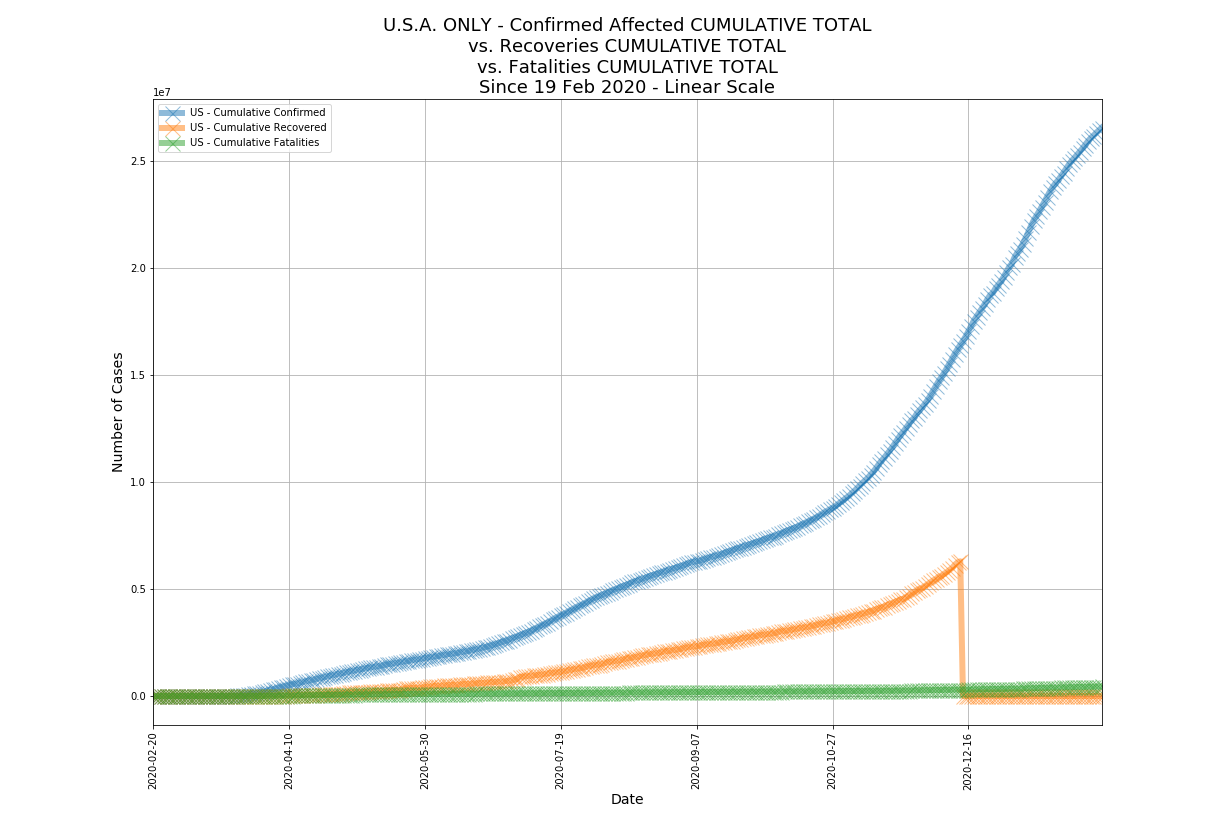 U.S.A. ONLY - Confirmed Affected CUMULATIVE TOTAL
vs. Recoveries CUMULATIVE TOTAL
vs. Fatalities CUMULATIVE TOTAL
Since 19 Feb 2020 - Linear Scale
1e7
US - Cumulative Confirmed
US - Cumulative Recovered
US - Cumulative Fatalities
2.5
2.0
1.5
1.0
0.5
0.0
Number of Cases
2020-02-20
2020-04-10
2020-05-30
2020-07-19
2020-09-07
2020-10-27
2020-12-16
Date